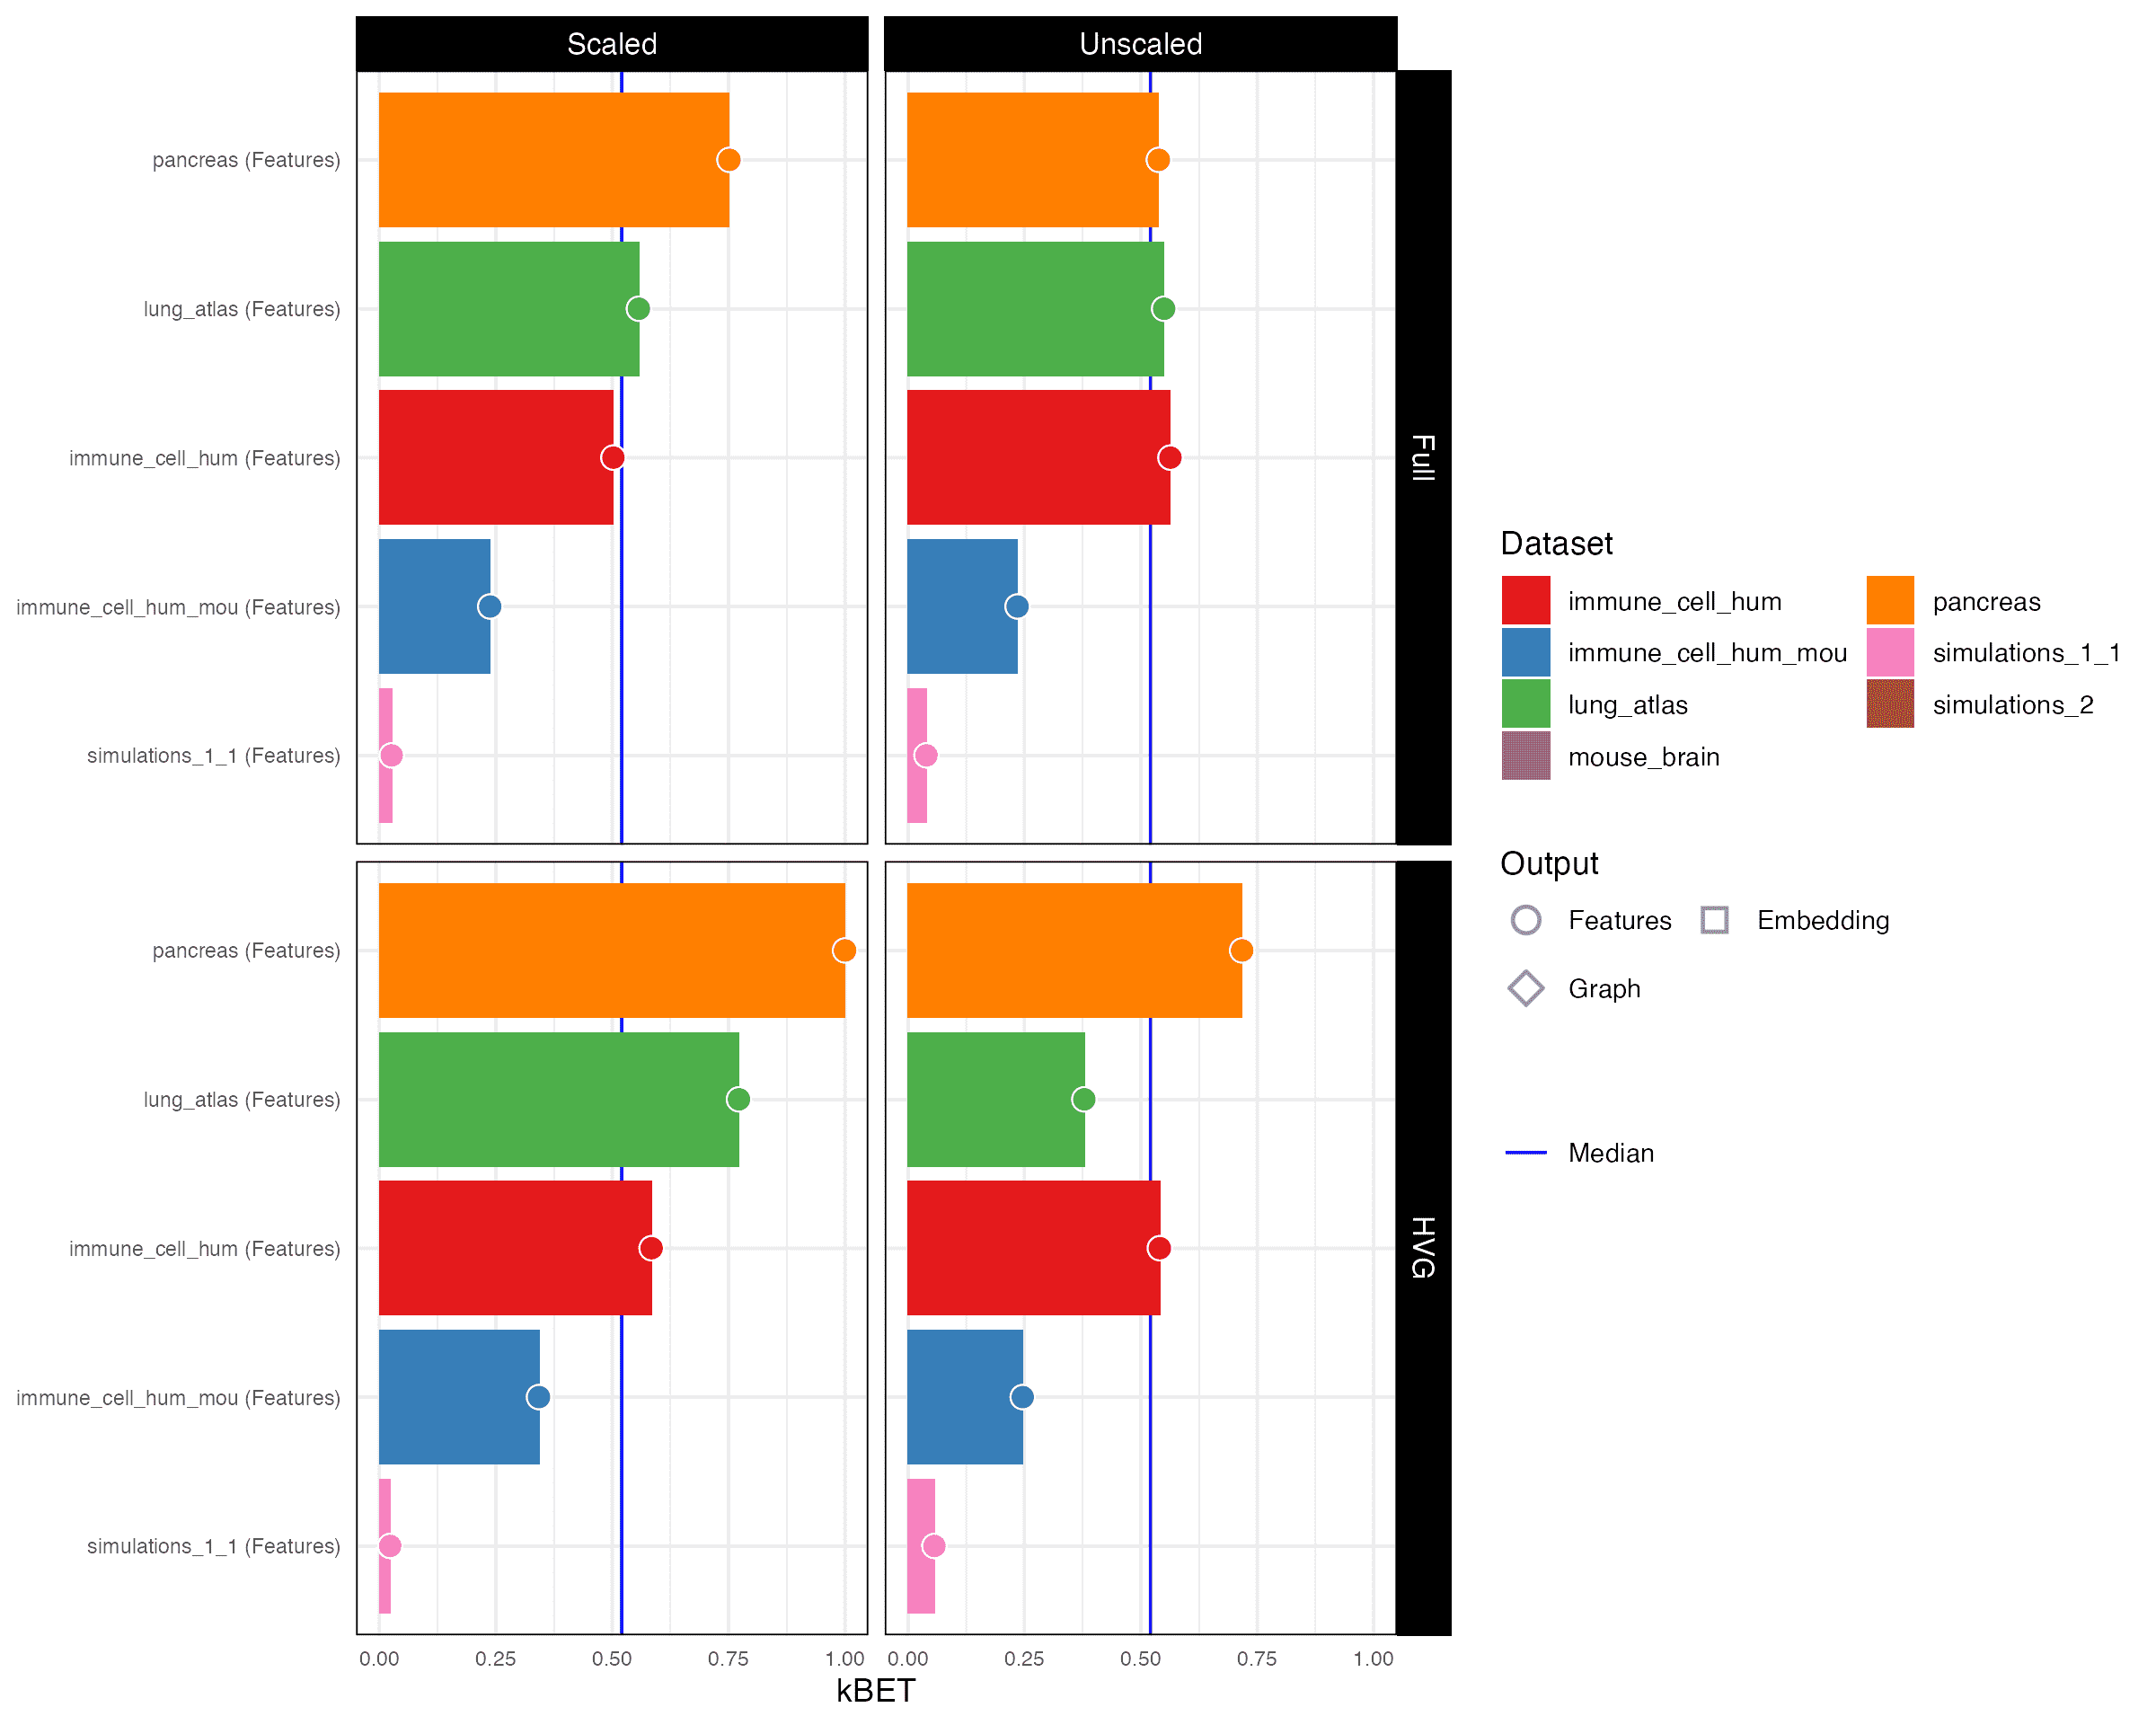 Scaled
Unscaled
pancreas (Features)
lung_atlas (Features)
immune_cell_hum (Features)
immune_cell_hum_mou (Features)
simulations_1_1 (Features)
Full
pancreas (Features)
lung_atlas (Features)
immune_cell_hum (Features)
immune_cell_hum_mou (Features)
simulations_1_1 (Features)
HVG
0.00 0.25 0.50 0.75 1.00
0.00 0.25 0.50 0.75 1.00
kBET
Dataset
immune_cell_hum
immune_cell_hum_mou
lung_atlas
mouse_brain
pancreas
simulations_1_1
simulations_2
Output
Features
Embedding
Graph
Median